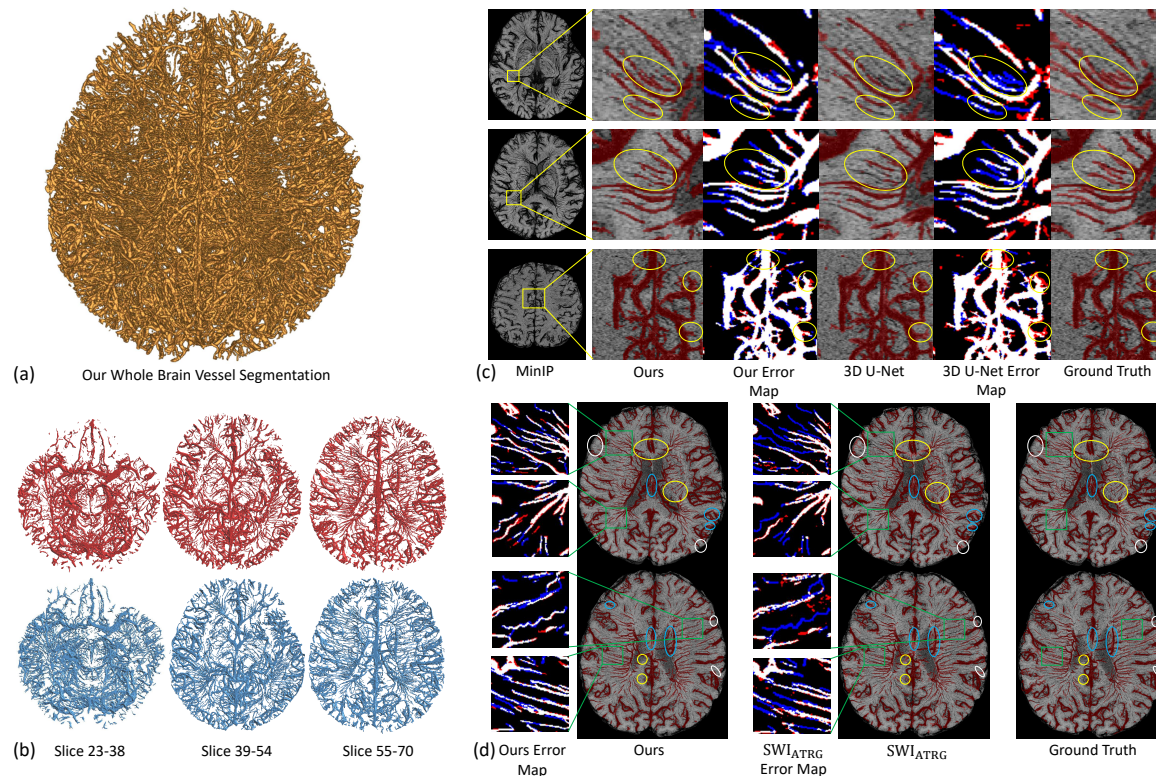 (a) Our Whole Brain Vessel Segmentation
(c) MinIP Ours Our Error Map 3D U-Net 3D U-Net Error Map Ground Truth
(b) Slice 23-38 Slice 39-54 Slice 55-70
(d) Ours Error Map Ours SWI_ATRG Error Map SWI_ATRG Ground Truth